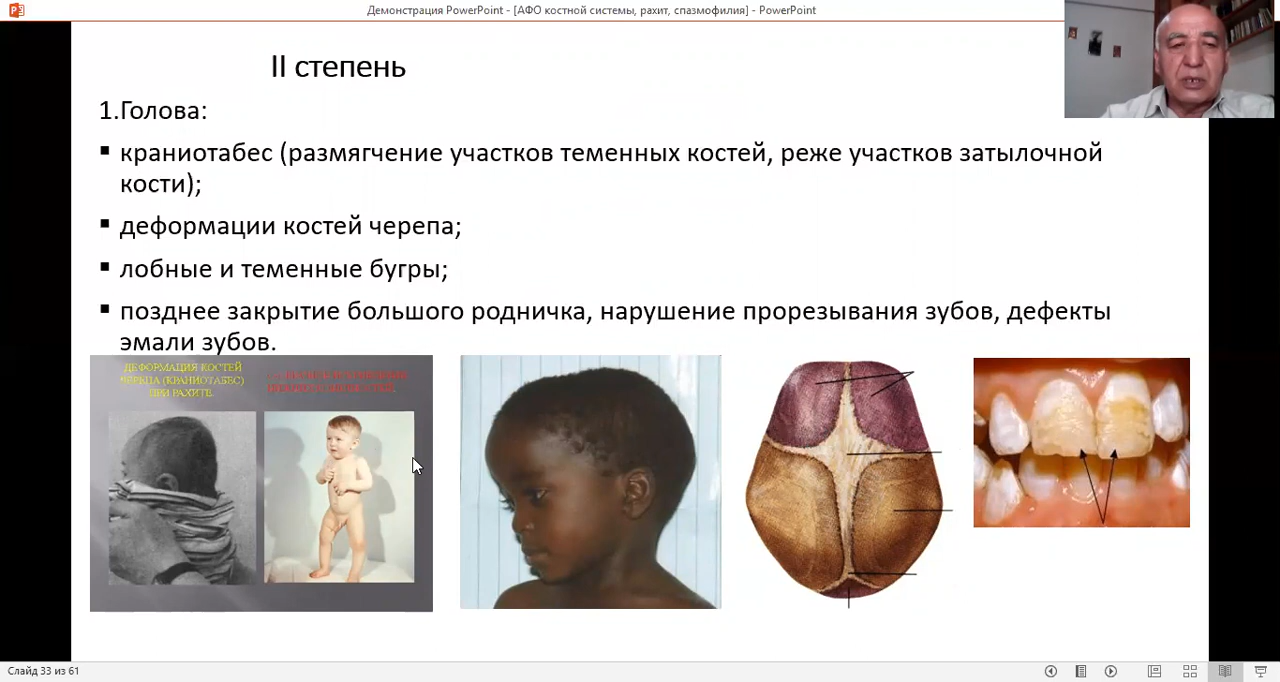 Демонстрация PowerPoint - [АФО костной системы, рахит, спазмофилия] - PowerPoint
II степень
1.Голова:
краниотабес (размягчение участков теменных костей, реже участков затылочной
кости);
деформации костей черепа;
лобные и теменные бугры;
позднее закрытие большого родничка, нарушение прорезывания зубов, дефекты
эмали зубов.
ДЕФОРМАЦИЯ КОСТЕЙ
ЧЕРЕПА (КРАНИОТАБЕС)
ПРИ РАХИТЕ.
Слайд 33 из 61